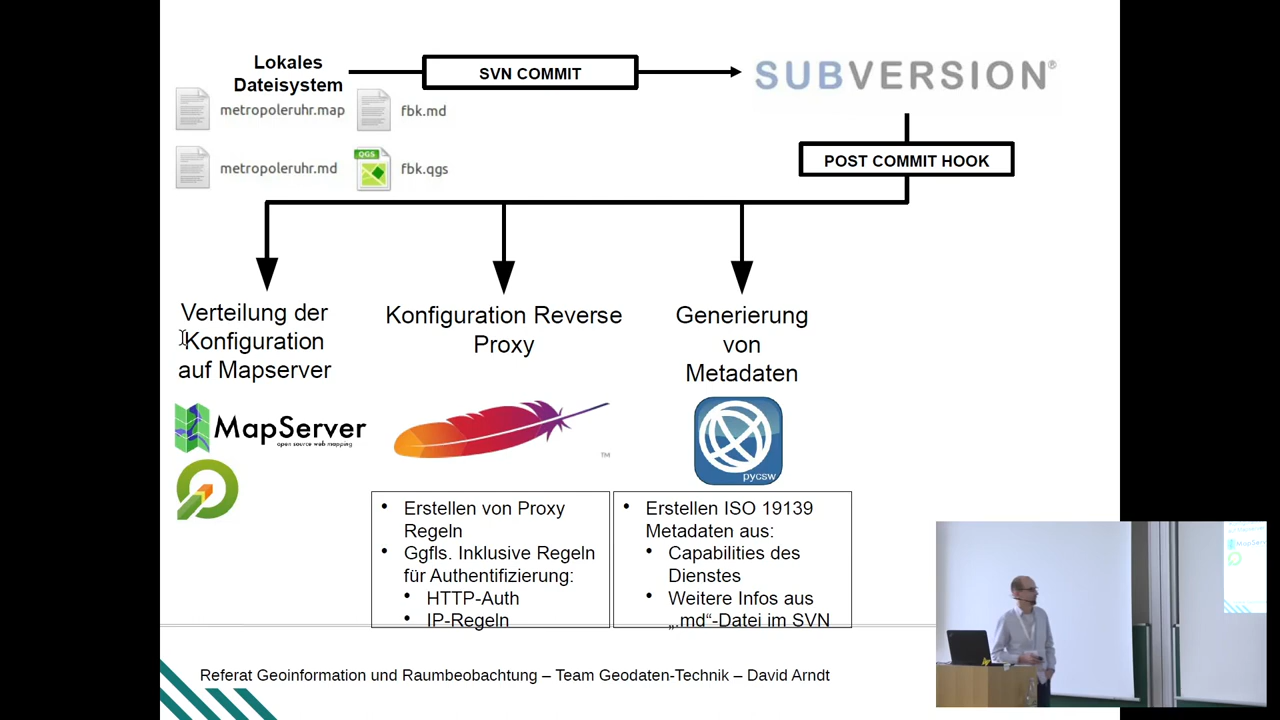 Lokales
Dateisystem
SVN COMMIT
SUBVERSION®
metropoleruhr.map
fbk.md
metropoleruhr.md
QGS
fbk.qgs
POST COMMIT HOOK
Verteilung der
Konfiguration
auf Mapserver
Konfiguration Reverse
Proxy
Generierung
von
Metadaten
MapServer
open source web mapping
TM
pycsw
• Erstellen von Proxy
Regeln
• Ggfls. Inklusive Regeln
für Authentifizierung:
• HTTP-Auth
• IP-Regeln
• Erstellen ISO 19139
Metadaten aus:
• Capabilities des
Dienstes
• Weitere Infos aus
„.md“-Datei im SVN
Referat Geoinformation und Raumbeobachtung – Team Geodaten-Technik – David Arndt